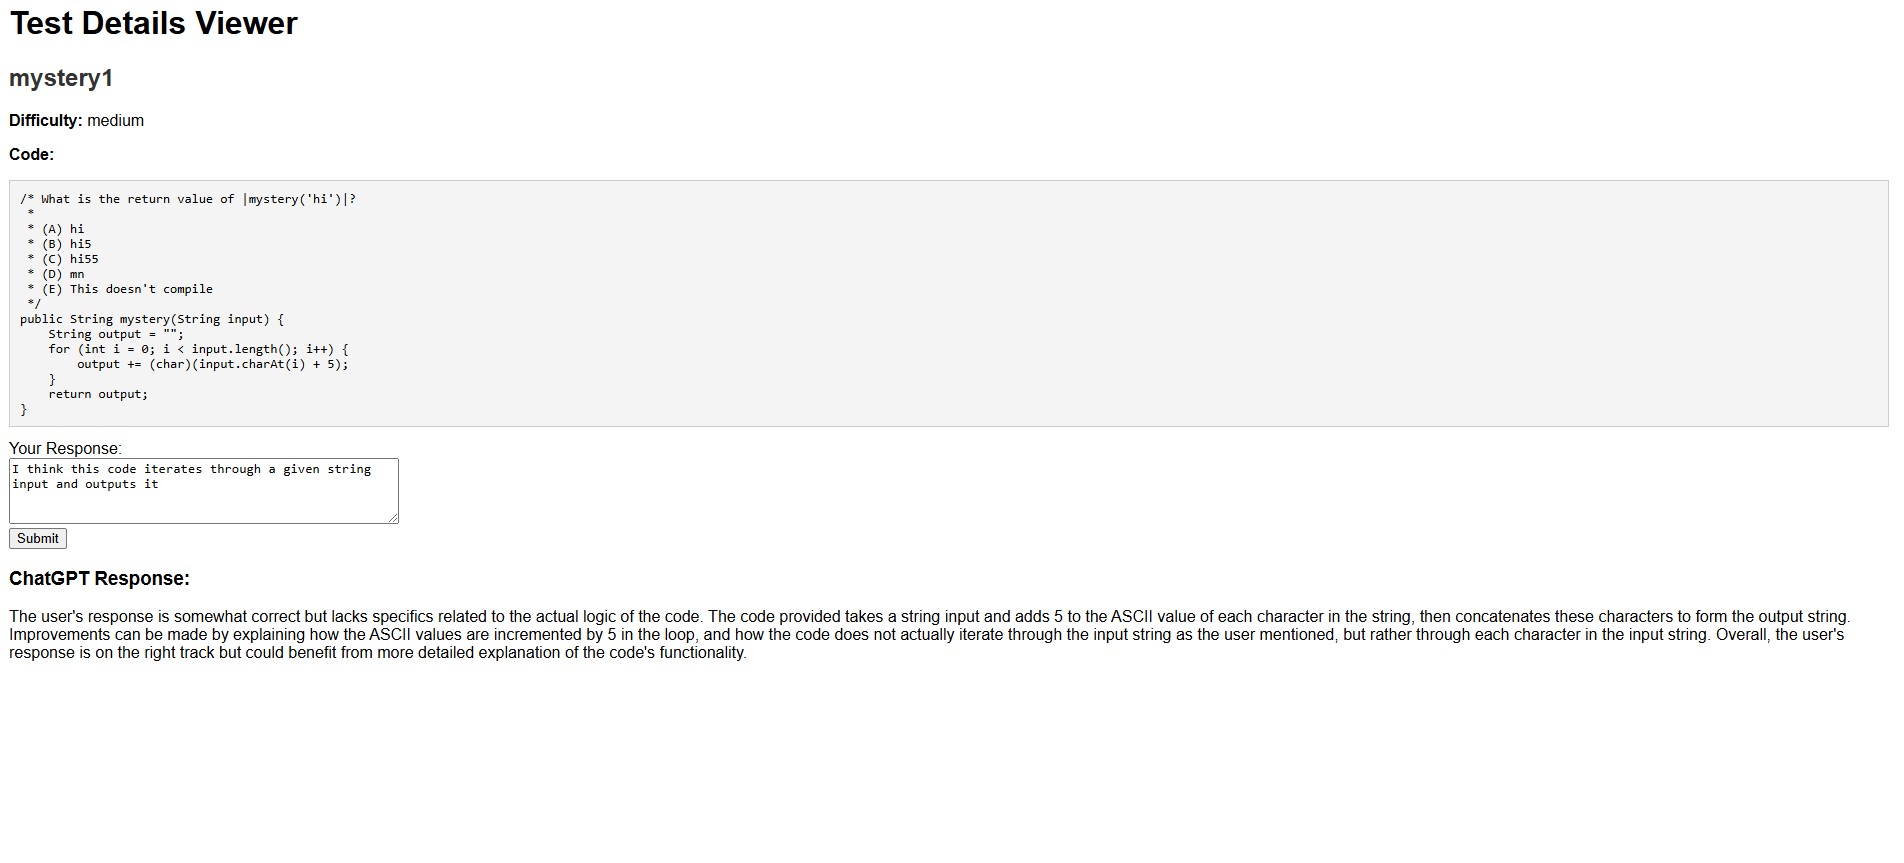 Test Details Viewer
mystery1
Difficulty: medium
Code:
/* What is the return value of |mystery('hi')|?
 *
 * (A) hi
 * (B) hi5
 * (C) hi55
 * (D) mn
 * (E) This doesn't compile
 */
public String mystery(String input) {
    String output = "";
    for (int i = 0; i < input.length(); i++) {
        output += (char)(input.charAt(i) + 5);
    }
    return output;
}
Your Response:
I think this code iterates through a given string
input and outputs it
Submit
ChatGPT Response:
The user's response is somewhat correct but lacks specifics related to the actual logic of the code. The code provided takes a string input and adds 5 to the ASCII value of each character in the string, then concatenates these characters to form the output string.
Improvements can be made by explaining how the ASCII values are incremented by 5 in the loop, and how the code does not actually iterate through the input string as the user mentioned, but rather through each character in the input string. Overall, the user's
response is on the right track but could benefit from more detailed explanation of the code's functionality.